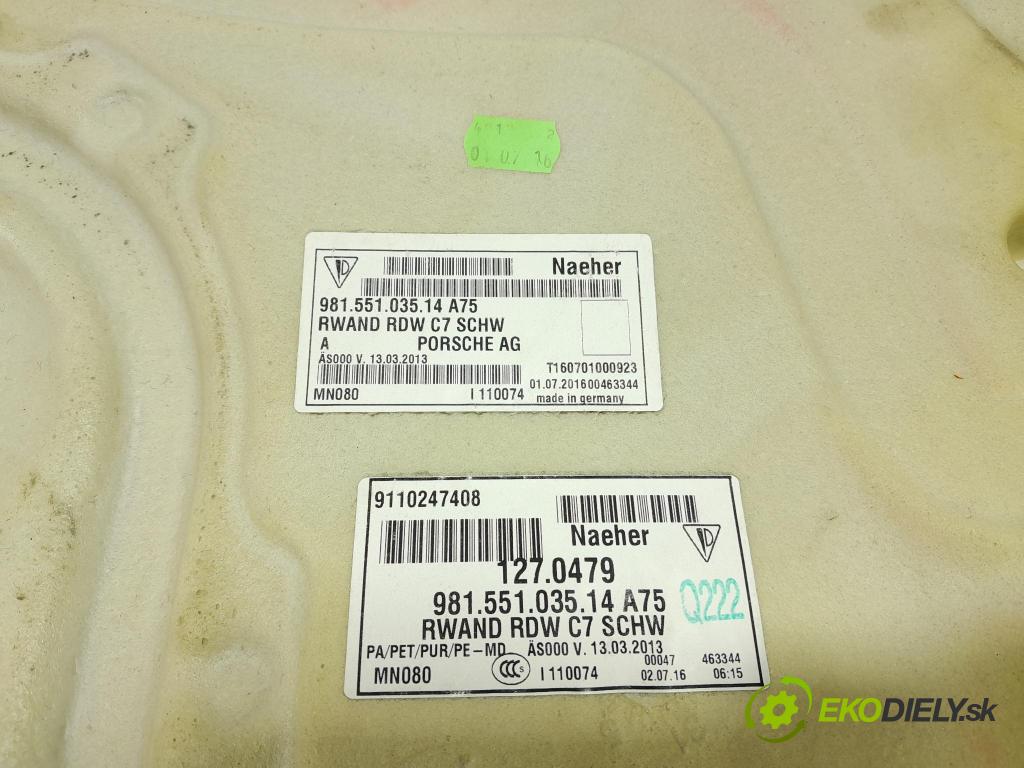 01 07 16
Naeher
981.551.035.14 A75
RWAND RDW C7 SCHW
A PORSCHE AG
ÄS000 V. 13.03.2013
T160701000923
01.07.2016 00463344
MN080 I 110074 made in germany
9110247408
Naeher
127.0479
981.551.035.14 A75
RWAND RDW C7 SCHW
Q222
PA/PET/PUR/PE-MD ÄS000 V. 13.03.2013
MN080 CCC S I 110074
00047 463344
02.07.16 06:15
EKODIELY.sk